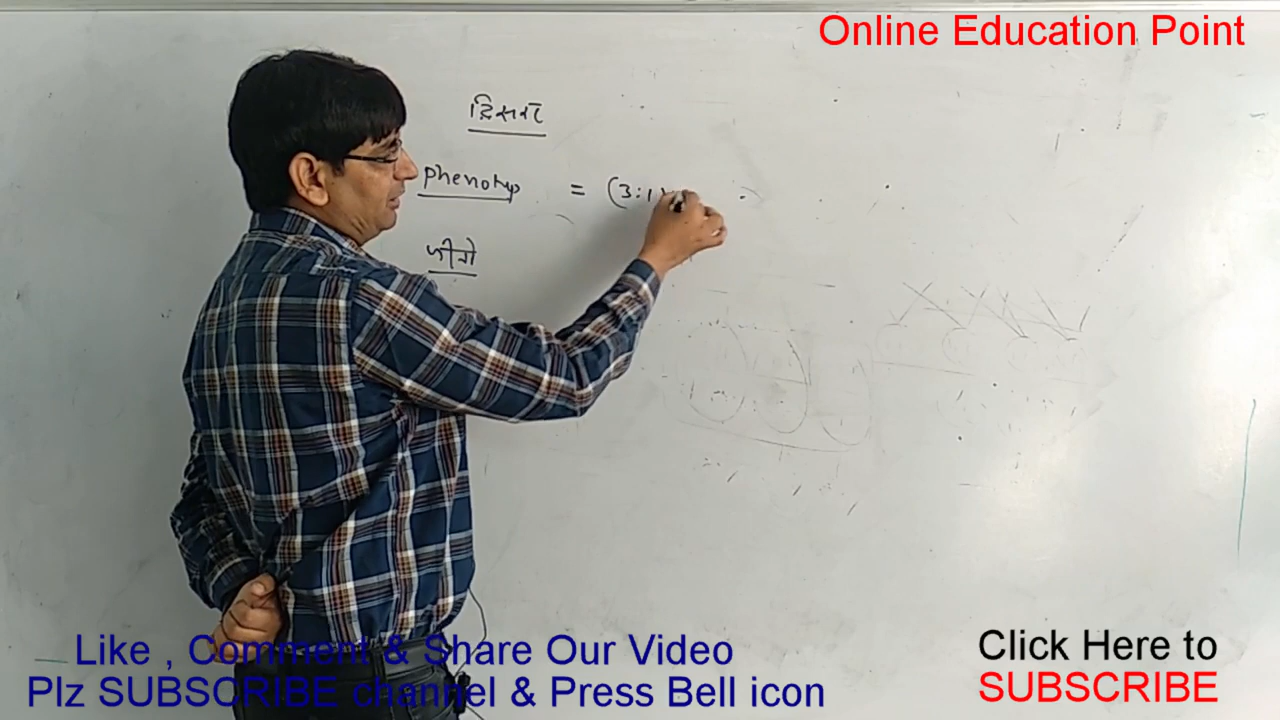 Online Education Point
phenotyp = (3:1)
जीनो
Like , Comment & Share Our Video
Plz SUBSCRIBE channel & Press Bell icon
Click Here to
SUBSCRIBE